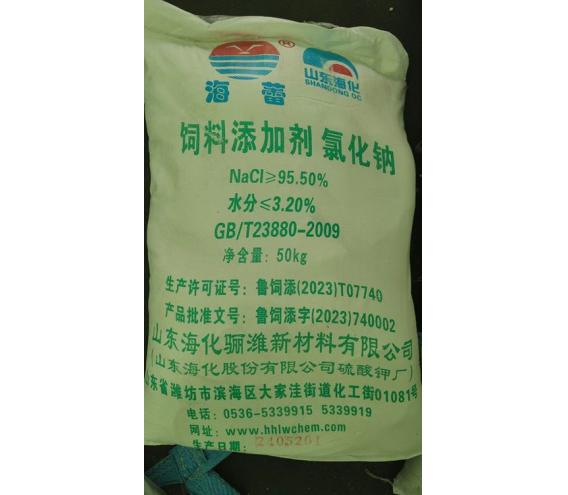 ®
山东海化
SHANDONG OC
海蕾
饲料添加剂 氯化钠
NaCl≥95.50%
水分≤3.20%
GB/T23880-2009
净含量：50kg
生产许可证号：鲁饲添(2023)T07740
产品批准文号：鲁饲添字(2023)740002
山东海化骊潍新材料有限公司
(山东海化股份有限公司硫酸钾厂)
山东省潍坊市滨海区大家洼街道化工街01081号
电话：0536-5339915 5339919
网址：www.hhlwchem.com
生产日期：